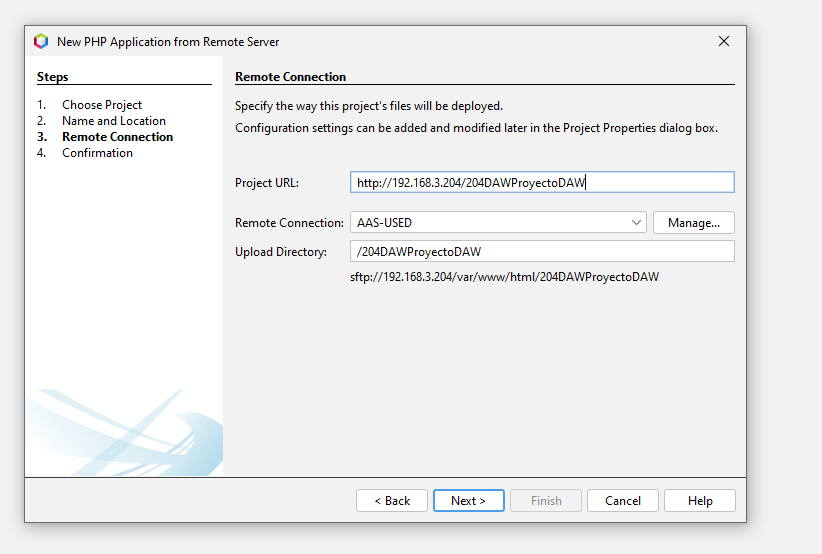 New PHP Application from Remote Server
Steps
1. Choose Project
2. Name and Location
3. Remote Connection
4. Confirmation
Remote Connection
Specify the way this project's files will be deployed.
Configuration settings can be added and modified later in the Project Properties dialog box.
Project URL: http://192.168.3.204/204DAWProyectoDAW
Remote Connection: AAS-USED Manage...
Upload Directory: /204DAWProyectoDAW
sftp://192.168.3.204/var/www/html/204DAWProyectoDAW
< Back Next > Finish Cancel Help